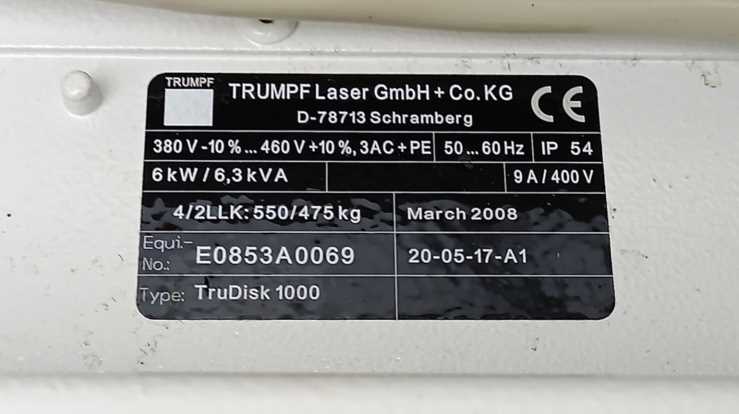 TRUMPF
TRUMPF Laser GmbH + Co. KG
D-78713 Schramberg
CE
380 V -10 % ... 460 V +10 %, 3AC + PE 50 ... 60 Hz IP 54
6 kW / 6,3 kVA 9 A / 400 V
4/2LLK: 550/475 kg March 2008
Equi.-
No.: E0853A0069 20-05-17-A1
Type: TruDisk 1000